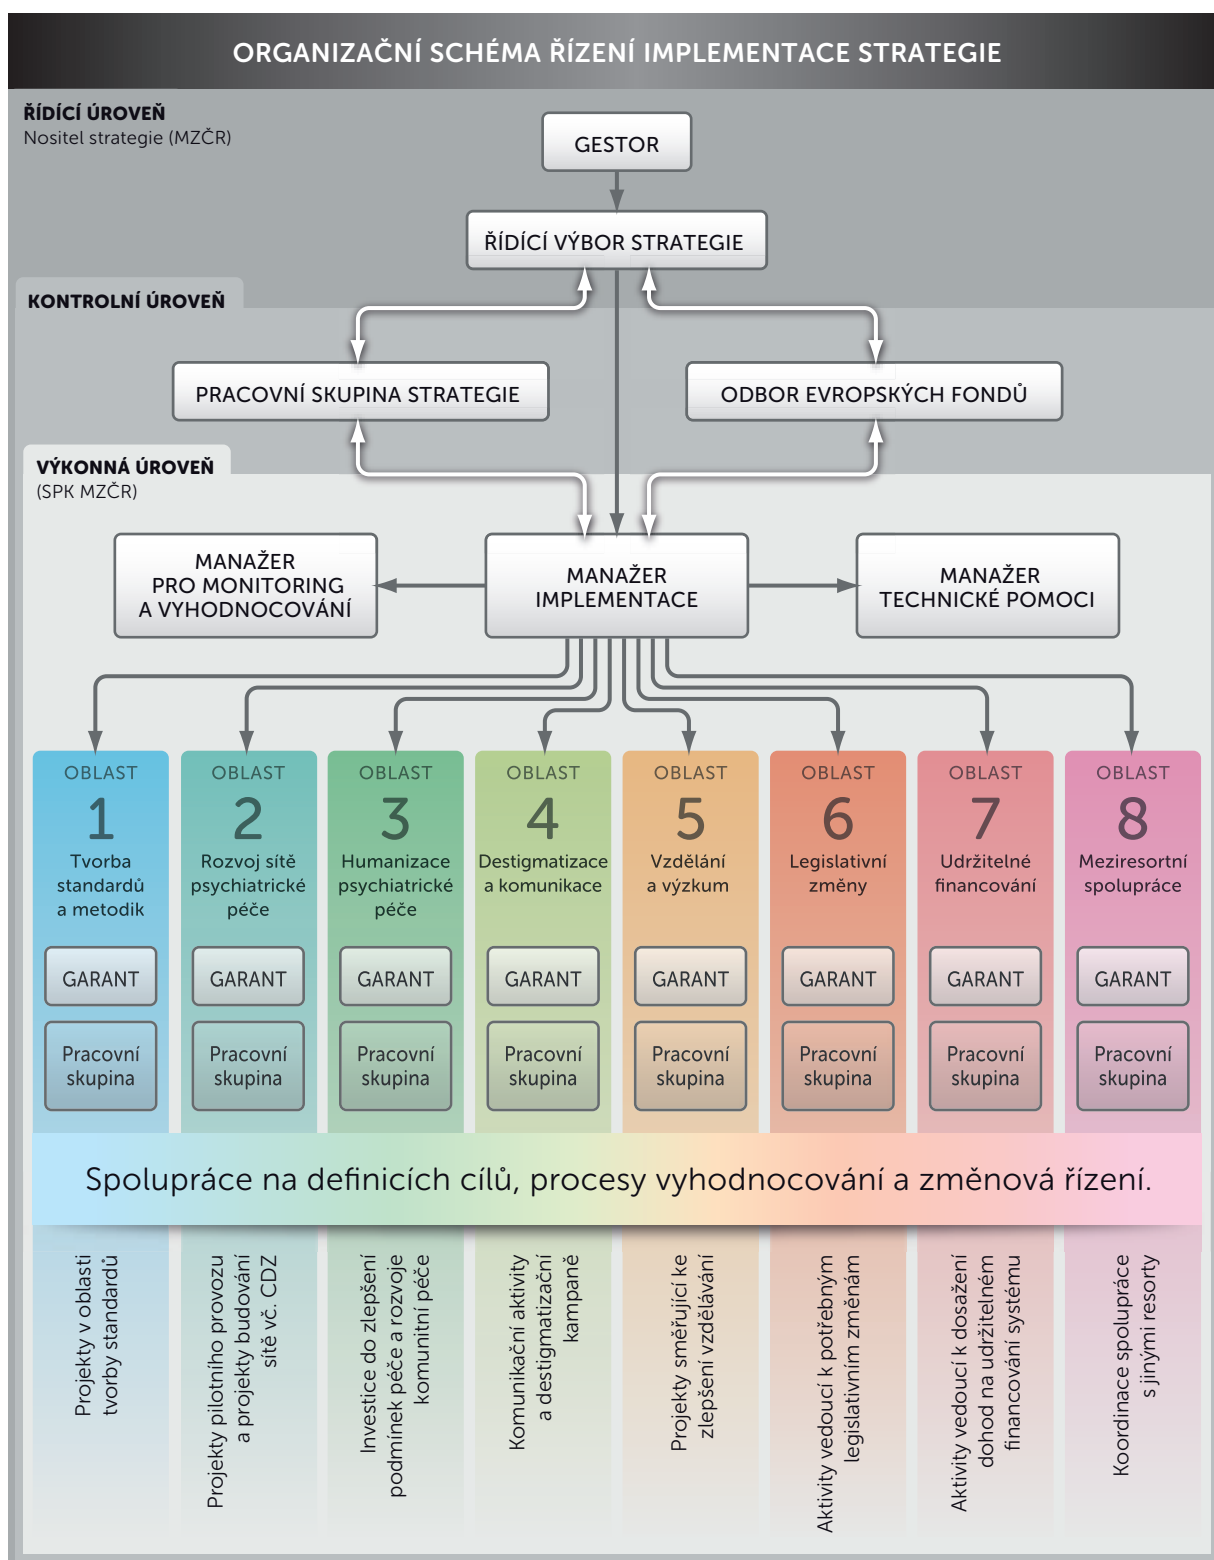 ORGANIZAČNÍ SCHÉMA ŘÍZENÍ IMPLEMENTACE STRATEGIE
ŘÍDÍCÍ ÚROVEŇ
Nositel strategie (MZČR)
GESTOR
ŘÍDÍCÍ VÝBOR STRATEGIE
KONTROLNÍ ÚROVEŇ
PRACOVNÍ SKUPINA STRATEGIE
ODBOR EVROPSKÝCH FONDŮ
VÝKONNÁ ÚROVEŇ
(SPK MZČR)
MANAŽER
PRO MONITORING
A VYHODNOCOVÁNÍ
MANAŽER
IMPLEMENTACE
MANAŽER
TECHNICKÉ POMOCI
OBLAST
1
Tvorba
standardů
a metodik
GARANT
Pracovní
skupina
OBLAST
2
Rozvoj sítě
psychiatrické
péče
GARANT
Pracovní
skupina
OBLAST
3
Humanizace
psychiatrické
péče
GARANT
Pracovní
skupina
OBLAST
4
Destigmatizace
a komunikace
GARANT
Pracovní
skupina
OBLAST
5
Vzdělání
a výzkum
GARANT
Pracovní
skupina
OBLAST
6
Legislativní
změny
GARANT
Pracovní
skupina
OBLAST
7
Udržitelné
financování
GARANT
Pracovní
skupina
OBLAST
8
Meziresortní
spolupráce
GARANT
Pracovní
skupina
Spolupráce na definicích cílů, procesy vyhodnocování a změnová řízení.
Projekty v oblasti
tvorby standardů
Projekty pilotního provozu
a projekty budování
sítě vč. CDZ
Investice do zlepšení
podmínek péče a rozvoje
komunitní péče
Komunikační aktivity
a destigmatizační
kampaně
Projekty směřující ke
zlepšení vzdělávání
Aktivity vedoucí k potřebným
legislativním změnám
Aktivity vedoucí k dosažení
dohod na udržitelném
financování systému
Koordinace spolupráce
s jinými resorty